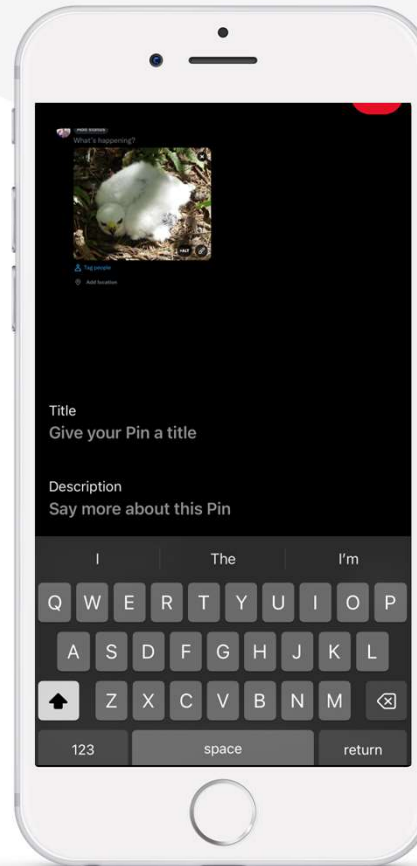 What's happening?
+ALT
Tag people
Add location
Title
Give your Pin a title
Description
Say more about this Pin
I The I'm
Q W E R T Y U I O P
A S D F G H J K L
Z X C V B N M
123 space return